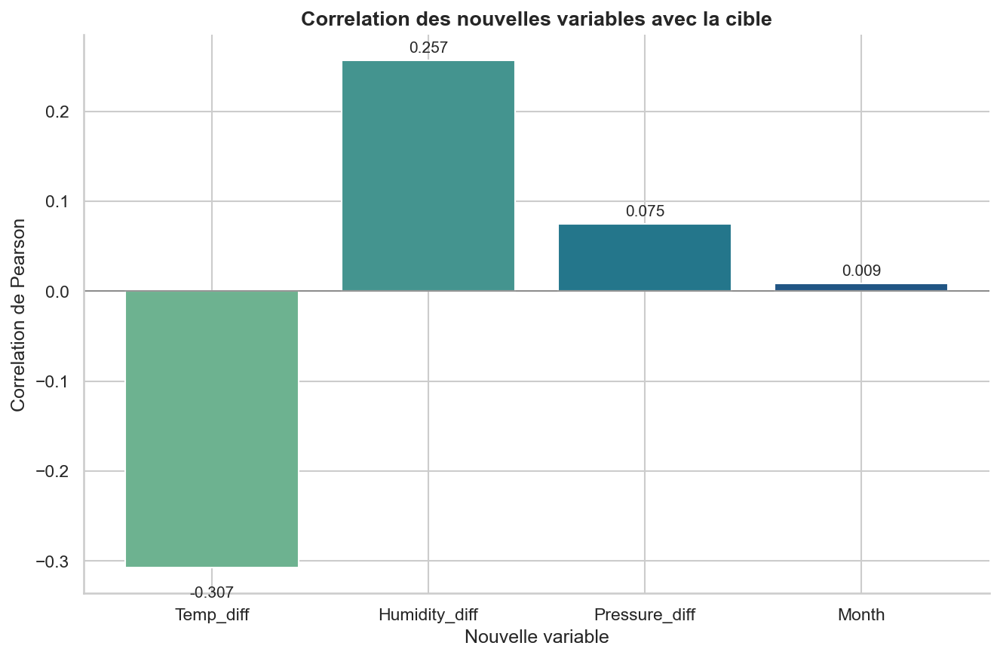 Correlation des nouvelles variables avec la cible
Correlation de Pearson
0.2
0.1
0.0
−0.1
−0.2
−0.3
-0.307
0.257
0.075
0.009
Temp_diff
Humidity_diff
Pressure_diff
Month
Nouvelle variable